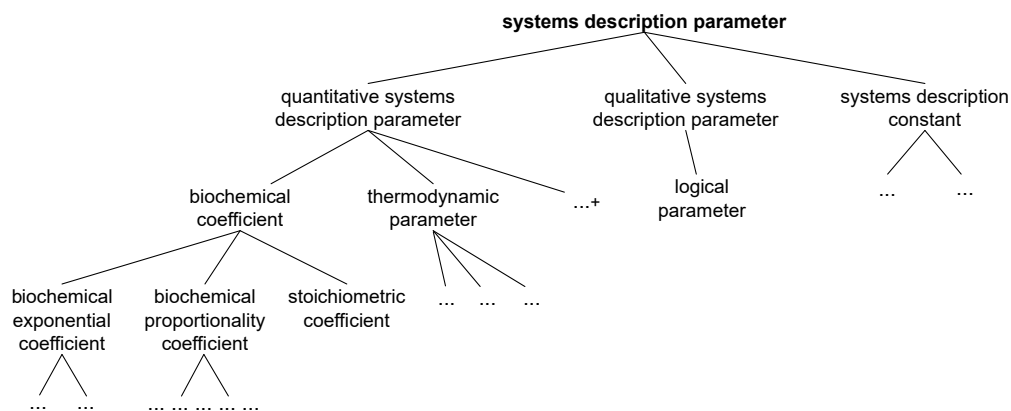 systems description parameter
quantitative systems
description parameter
qualitative systems
description parameter
systems description
constant
biochemical
coefficient
thermodynamic
parameter
...+
logical
parameter
... ...
biochemical
exponential
coefficient
biochemical
proportionality
coefficient
stoichiometric
coefficient
... ... ...
... ...
... ... ... ... ...